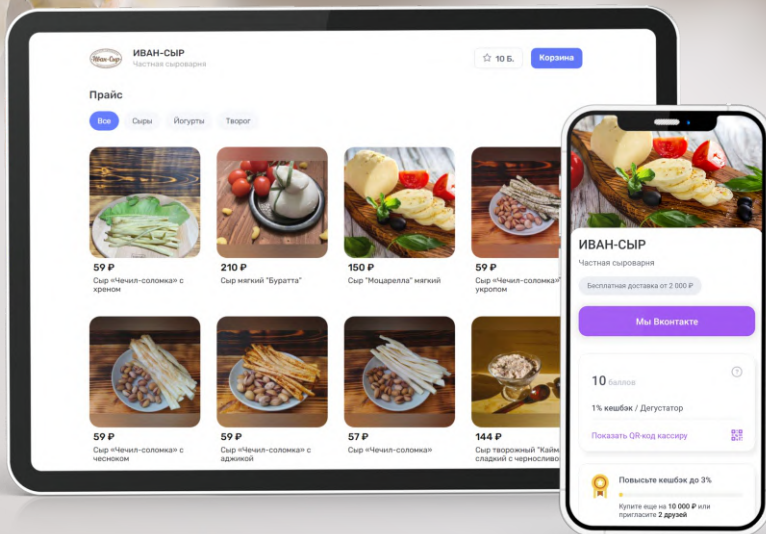 Иван-Сыр
ИВАН-СЫР
Частная сыроварня
10 Б.
Корзина
Прайс
Все
Сыры
Йогурты
Творог
59 ₽
Сыр «Чечил-соломка» с
хреном
210 ₽
Сыр мягкий "Буратта"
150 ₽
Сыр "Моцарелла" мягкий
59 ₽
Сыр «Чечил-соломка»
укропом
59 ₽
Сыр «Чечил-соломка» с
чесноком
59 ₽
Сыр «Чечил-соломка» с
аджикой
57 ₽
Сыр «Чечил-соломка»
144 ₽
Сыр творожный "Кайм
сладкий с черносливо
ИВАН-СЫР
Частная сыроварня
Бесплатная доставка от 2 000 ₽
Мы Вконтакте
10 баллов
?
1% кешбэк / Дегустатор
Показать QR-код кассиру
Повысьте кешбэк до 3%
Купите еще на 10 000 ₽ или
пригласите 2 друзей